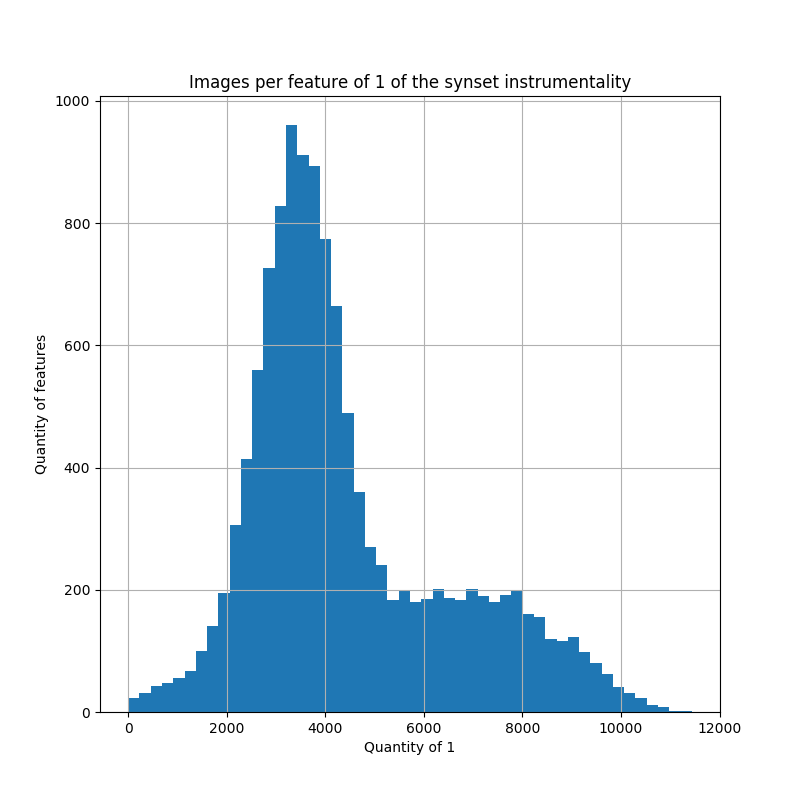 Images per feature of 1 of the synset instrumentality
1000
800
600
400
200
0
Quantity of features
0 2000 4000 6000 8000 10000 12000
Quantity of 1